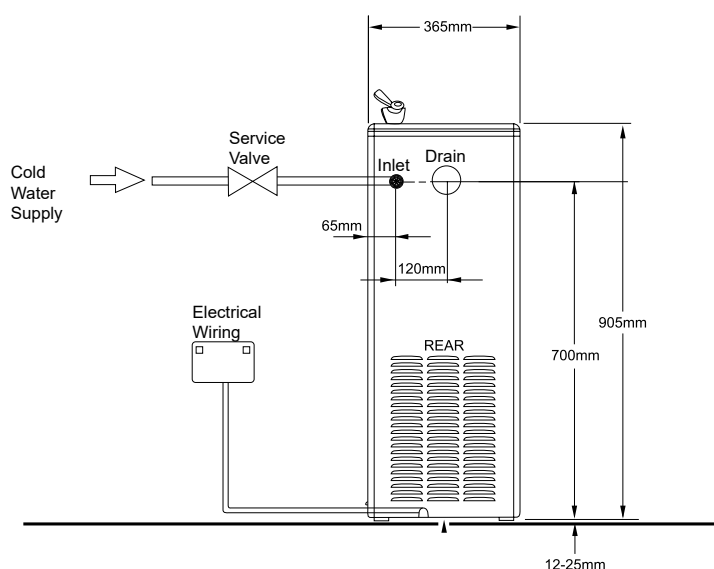 365mm
Service
Valve
Cold
Water
Supply
Inlet
Drain
65mm
120mm
Electrical
Wiring
905mm
REAR
700mm
12-25mm